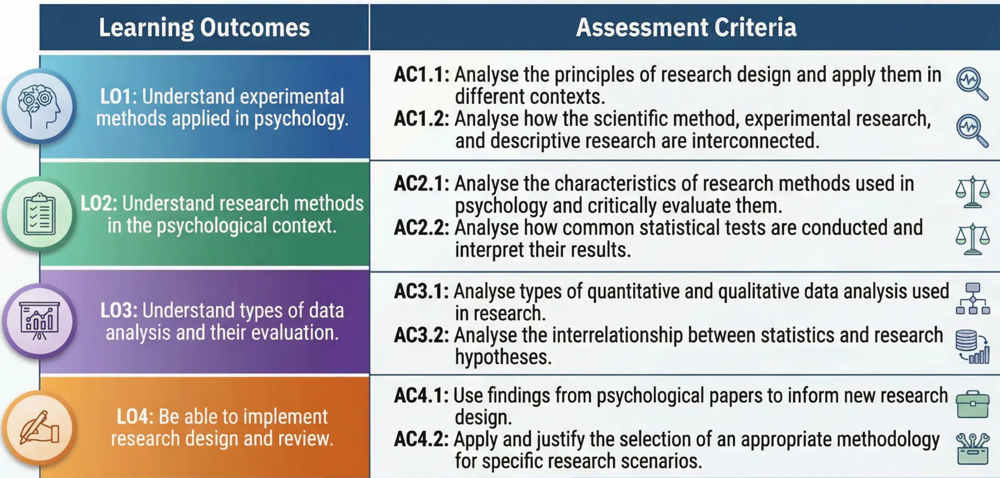 Learning Outcomes
Assessment Criteria
LO1: Understand experimental
methods applied in psychology.
AC1.1: Analyse the principles of research design and apply them in
different contexts.
AC1.2: Analyse how the scientific method, experimental research,
and descriptive research are interconnected.
LO2: Understand research methods
in the psychological context.
AC2.1: Analyse the characteristics of research methods used in
psychology and critically evaluate them.
AC2.2: Analyse how common statistical tests are conducted and
interpret their results.
LO3: Understand types of data
analysis and their evaluation.
AC3.1: Analyse types of quantitative and qualitative data analysis used
in research.
AC3.2: Analyse the interrelationship between statistics and research
hypotheses.
LO4: Be able to implement
research design and review.
AC4.1: Use findings from psychological papers to inform new research
design.
AC4.2: Apply and justify the selection of an appropriate methodology
for specific research scenarios.